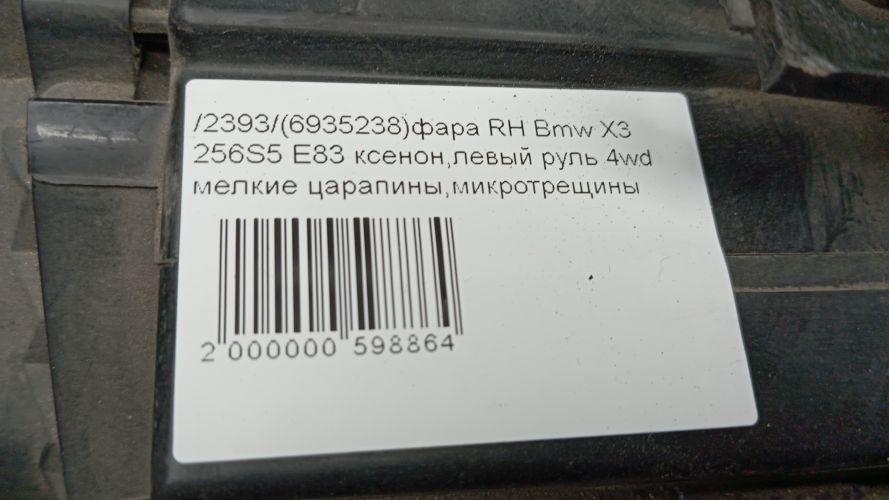 /2393/(6935238)фара RH Bmw X3
256S5 E83 ксенон,левый руль 4wd
мелкие царапины,микротрещины
2 000000 598864